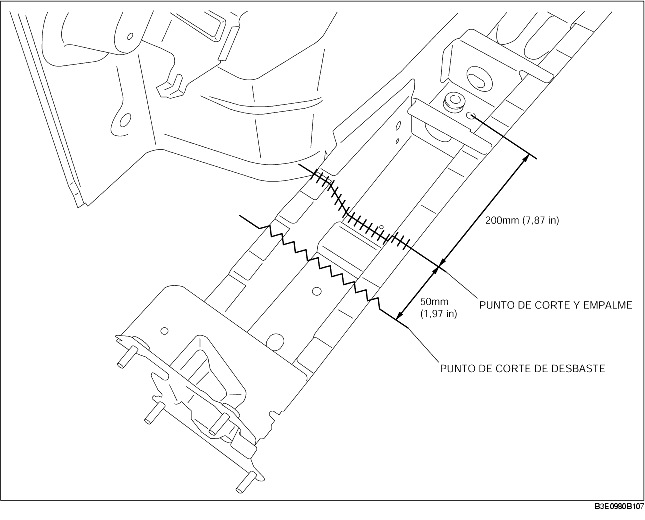 200mm (7,87 in)
50mm
(1,97 in)
PUNTO DE CORTE Y EMPALME
PUNTO DE CORTE DE DESBASTE
B3E0980B107